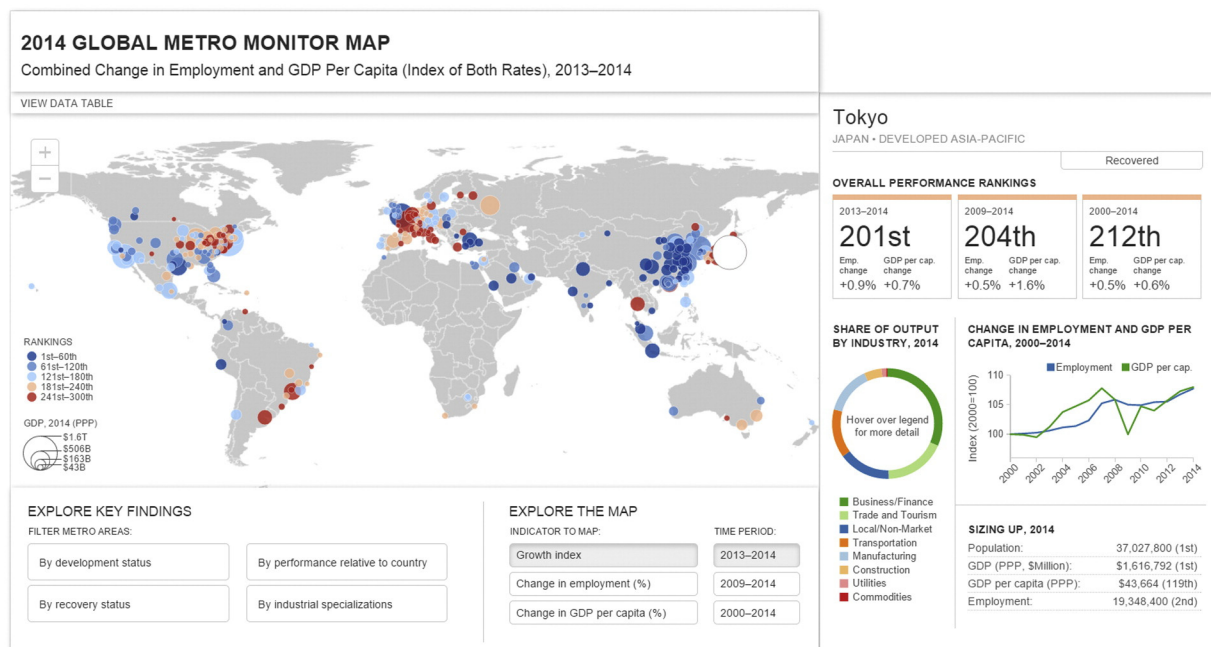 2014 GLOBAL METRO MONITOR MAP
Combined Change in Employment and GDP Per Capita (Index of Both Rates), 2013–2014
VIEW DATA TABLE
+
−
RANKINGS
1st–60th
61st–120th
121st–180th
181st–240th
241st–300th
GDP, 2014 (PPP)
$1.6T
$506B
$163B
$43B
EXPLORE KEY FINDINGS
FILTER METRO AREAS:
By development status
By performance relative to country
By recovery status
By industrial specializations
EXPLORE THE MAP
INDICATOR TO MAP:
TIME PERIOD:
Growth index
2013–2014
Change in employment (%)
2009–2014
Change in GDP per capita (%)
2000–2014
Tokyo
JAPAN • DEVELOPED ASIA-PACIFIC
Recovered
OVERALL PERFORMANCE RANKINGS
2013–2014
201st
Emp. change
GDP per cap. change
+0.9%
+0.7%
2009–2014
204th
Emp. change
GDP per cap. change
+0.5%
+1.6%
2000–2014
212th
Emp. change
GDP per cap. change
+0.5%
+0.6%
SHARE OF OUTPUT
BY INDUSTRY, 2014
Hover over legend
for more detail
Business/Finance
Trade and Tourism
Local/Non-Market
Transportation
Manufacturing
Construction
Utilities
Commodities
CHANGE IN EMPLOYMENT AND GDP PER
CAPITA, 2000–2014
Employment
GDP per cap.
Index (2000=100)
110
105
100
2000
2002
2004
2006
2008
2010
2012
2014
SIZING UP, 2014
Population: 37,027,800 (1st)
GDP (PPP, $Million): $1,616,792 (1st)
GDP per capita (PPP): $43,664 (119th)
Employment: 19,348,400 (2nd)